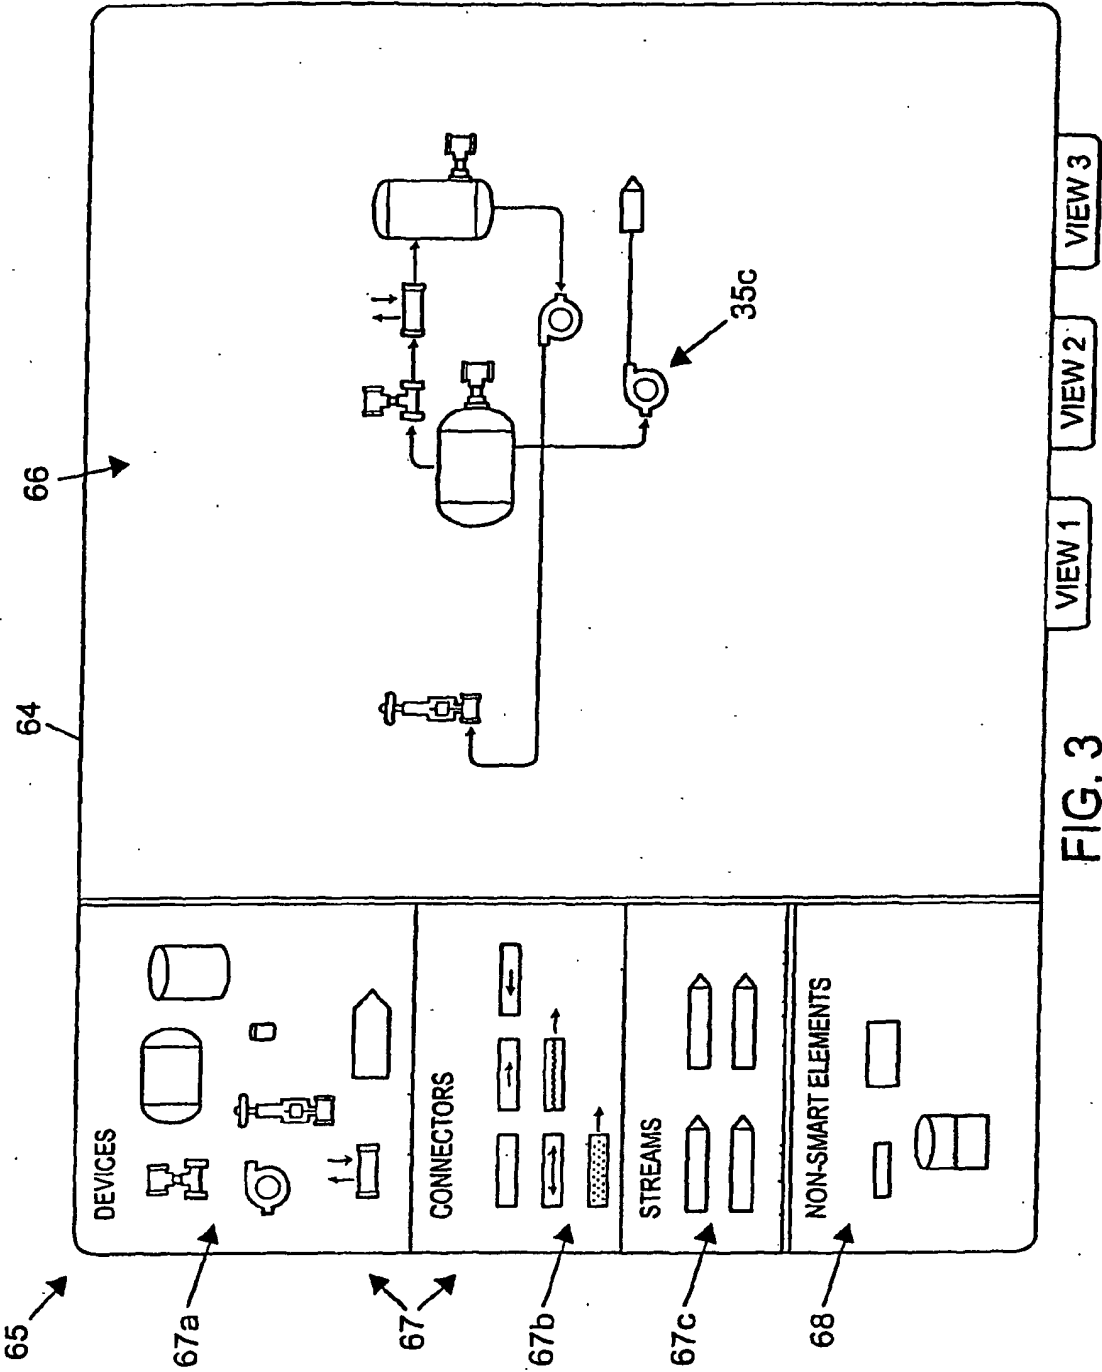 65
64
66
67a
DEVICES
67
CONNECTORS
67b
STREAMS
67c
NON-SMART ELEMENTS
68
35c
VIEW 1
VIEW 2
VIEW 3
FIG. 3